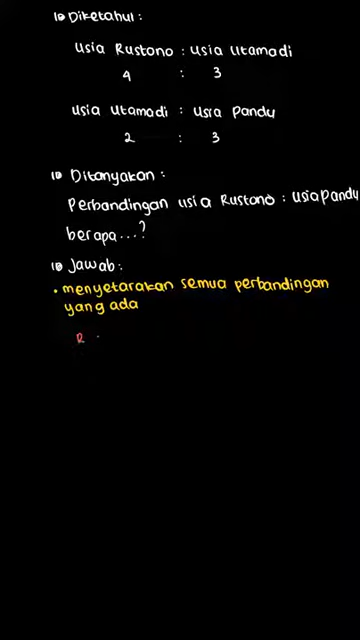 Diketahui :
Usia Rustono : Usia Utamadi
4 : 3
Usia Utamadi : Usia Pandu
2 : 3
Ditanyakan :
Perbandingan usia Rustono : usia Pandu
berapa...?
Jawab :
• menyetarakan semua perbandingan
yang ada
R